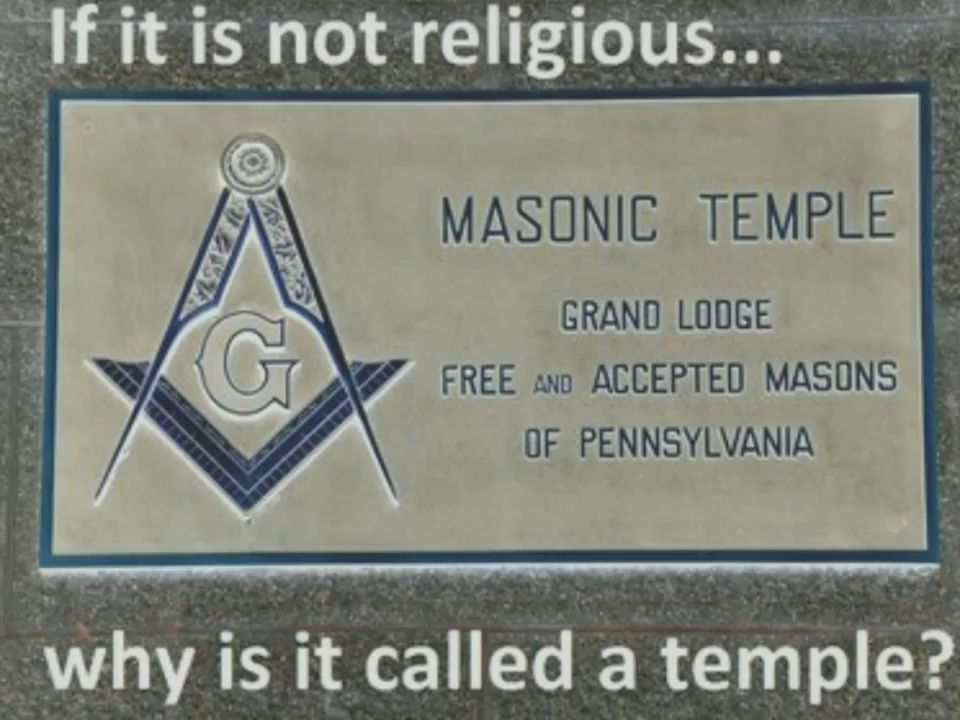 If it is not religious...
MASONIC TEMPLE
GRAND LODGE
FREE AND ACCEPTED MASONS
OF PENNSYLVANIA
G
why is it called a temple?